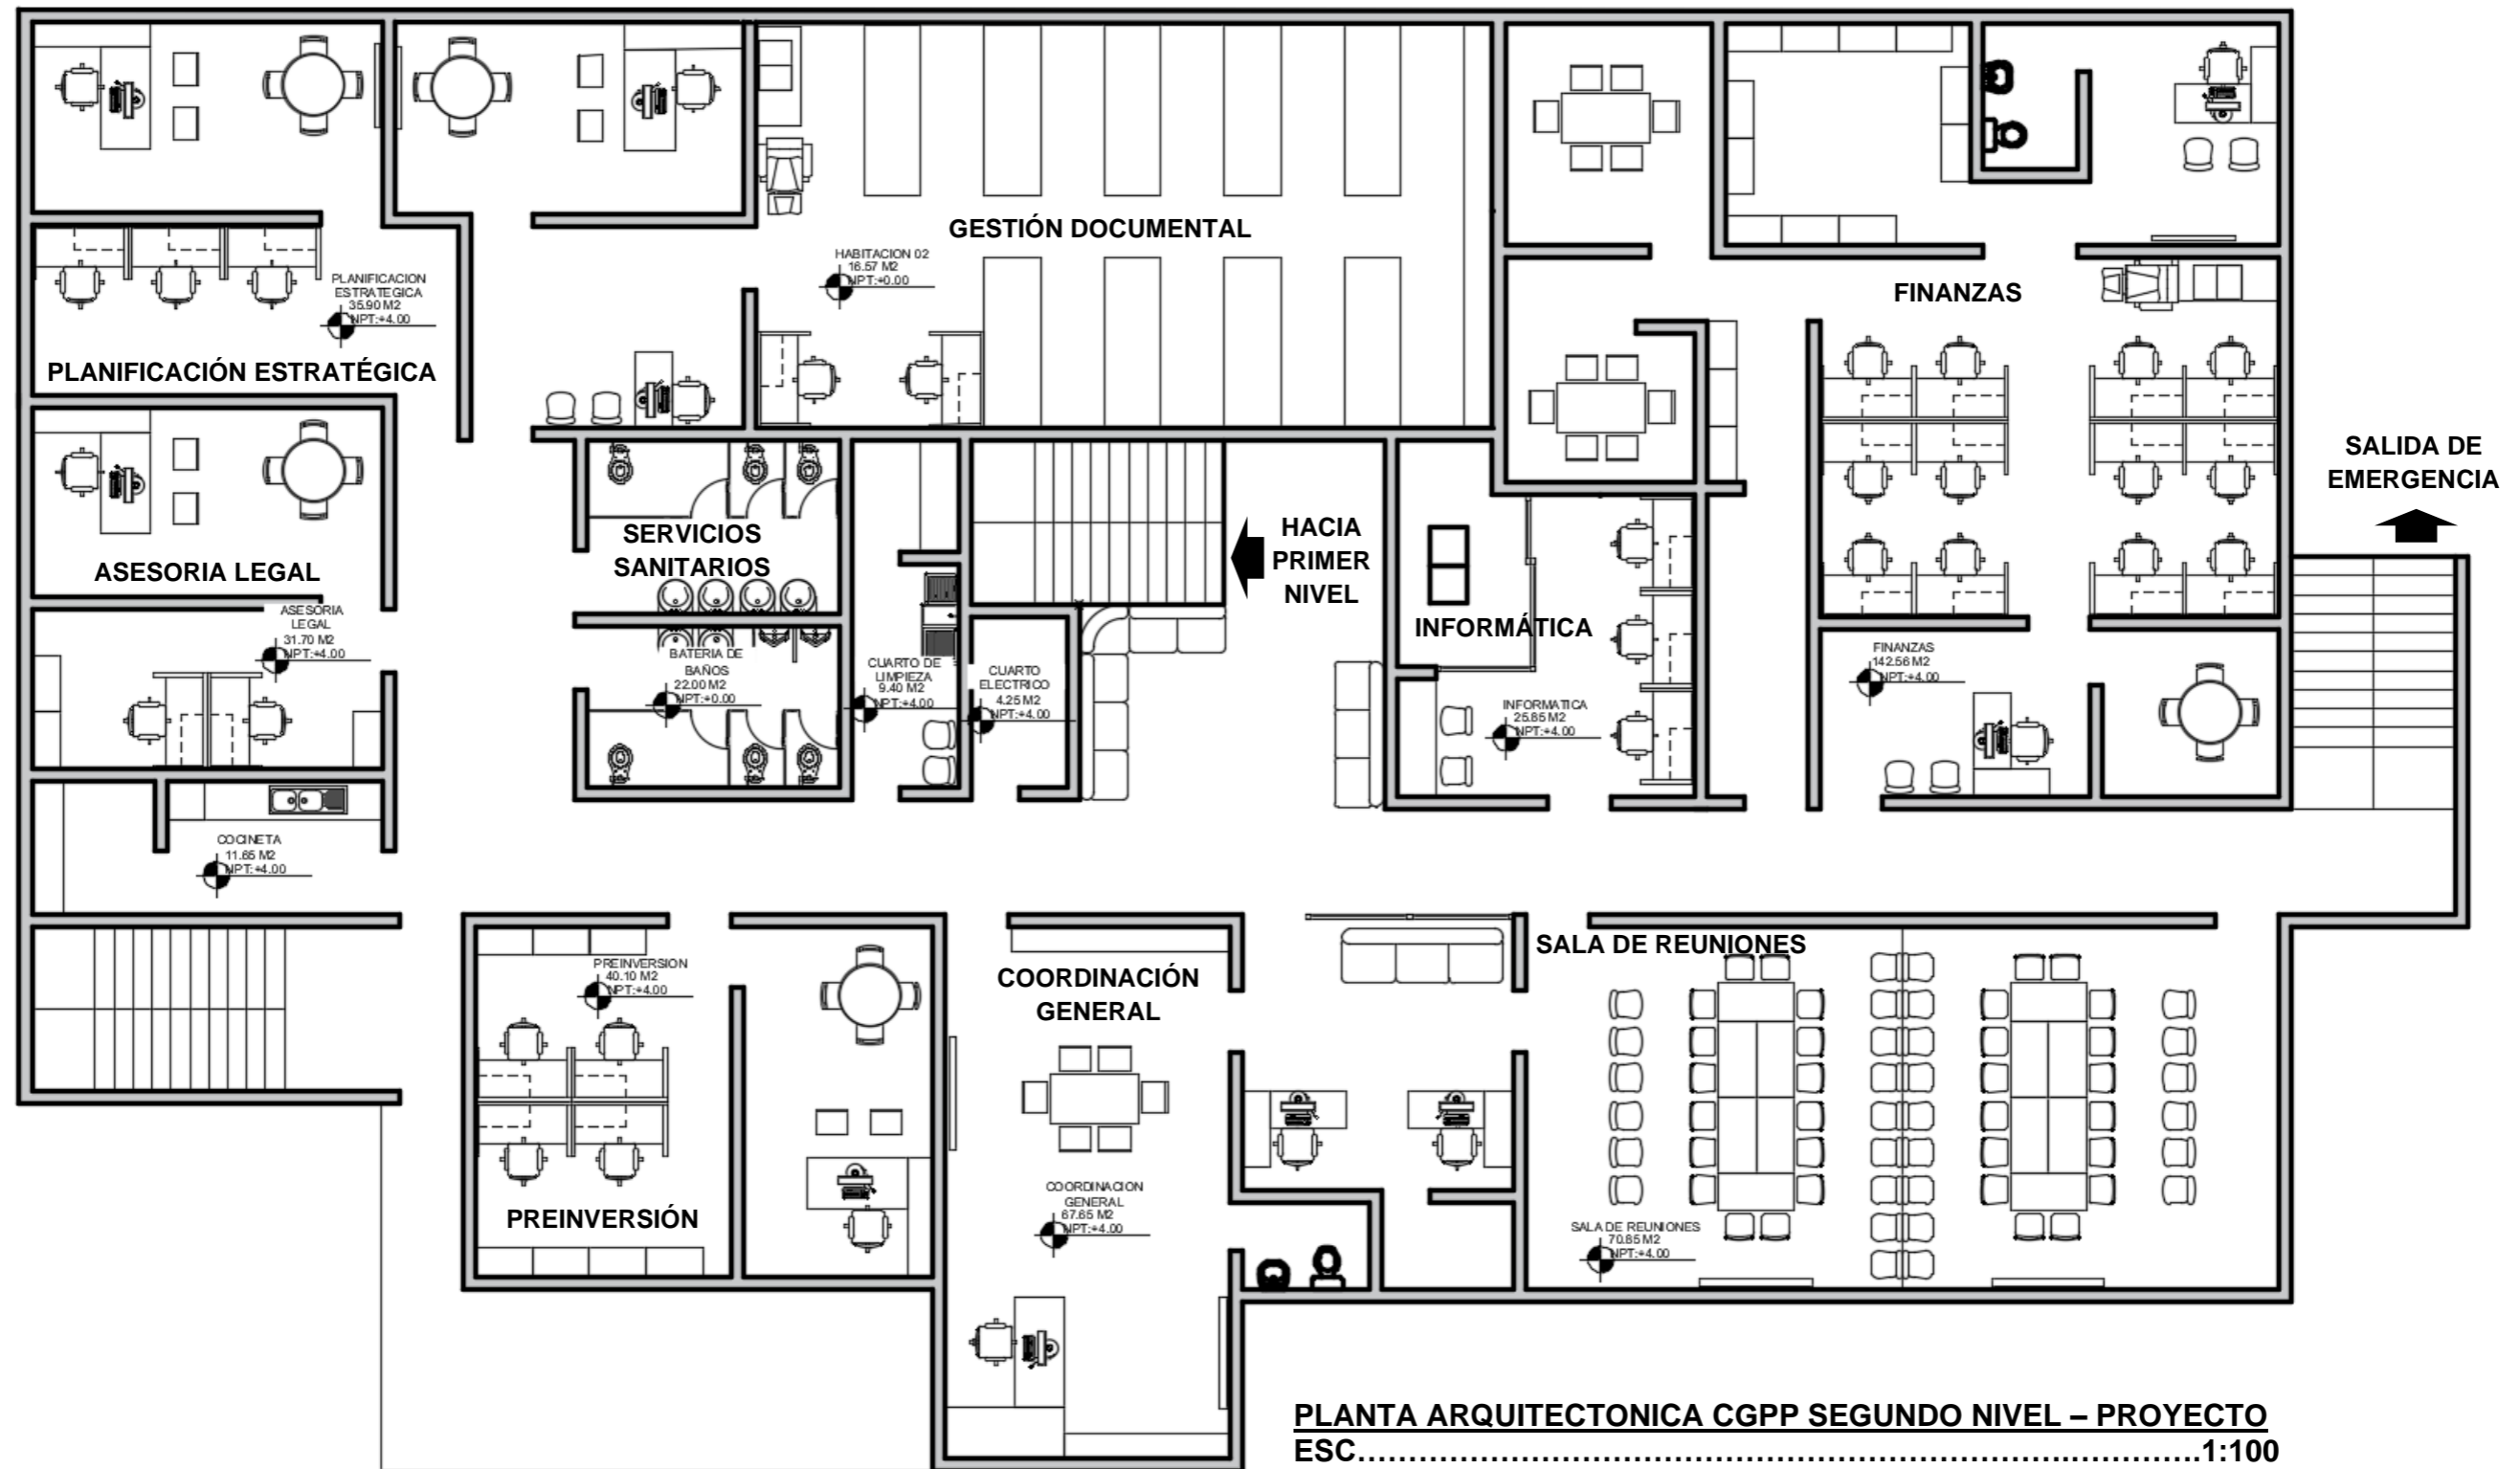 GESTIÓN DOCUMENTAL
HABITACION 02
16.57 M2
NPT:+0.00
PLANIFICACION
ESTRATEGICA
35.90 M2
NPT:+4.00
PLANIFICACIÓN ESTRATÉGICA
FINANZAS
SALIDA DE
EMERGENCIA
SERVICIOS
SANITARIOS
HACIA
PRIMER
NIVEL
ASESORIA LEGAL
ASESORIA
LEGAL
31.70 M2
NPT:+4.00
INFORMÁTICA
BATERIA DE
BAÑOS
22.00 M2
NPT:+0.00
CUARTO DE
LIMPIEZA
9.40 M2
NPT:+4.00
CUARTO
ELECTRICO
4.25 M2
NPT:+4.00
INFORMATICA
25.85 M2
NPT:+4.00
FINANZAS
142.56 M2
NPT:+4.00
COCINETA
11.65 M2
NPT:+4.00
PREINVERSION
40.10 M2
NPT:+4.00
COORDINACIÓN
GENERAL
SALA DE REUNIONES
COORDINACION
GENERAL
67.65 M2
NPT:+4.00
PREINVERSIÓN
SALA DE REUNIONES
70.85 M2
NPT:+4.00
PLANTA ARQUITECTONICA CGPP SEGUNDO NIVEL – PROYECTO
ESC……………………………………………………………………..…………..1:100